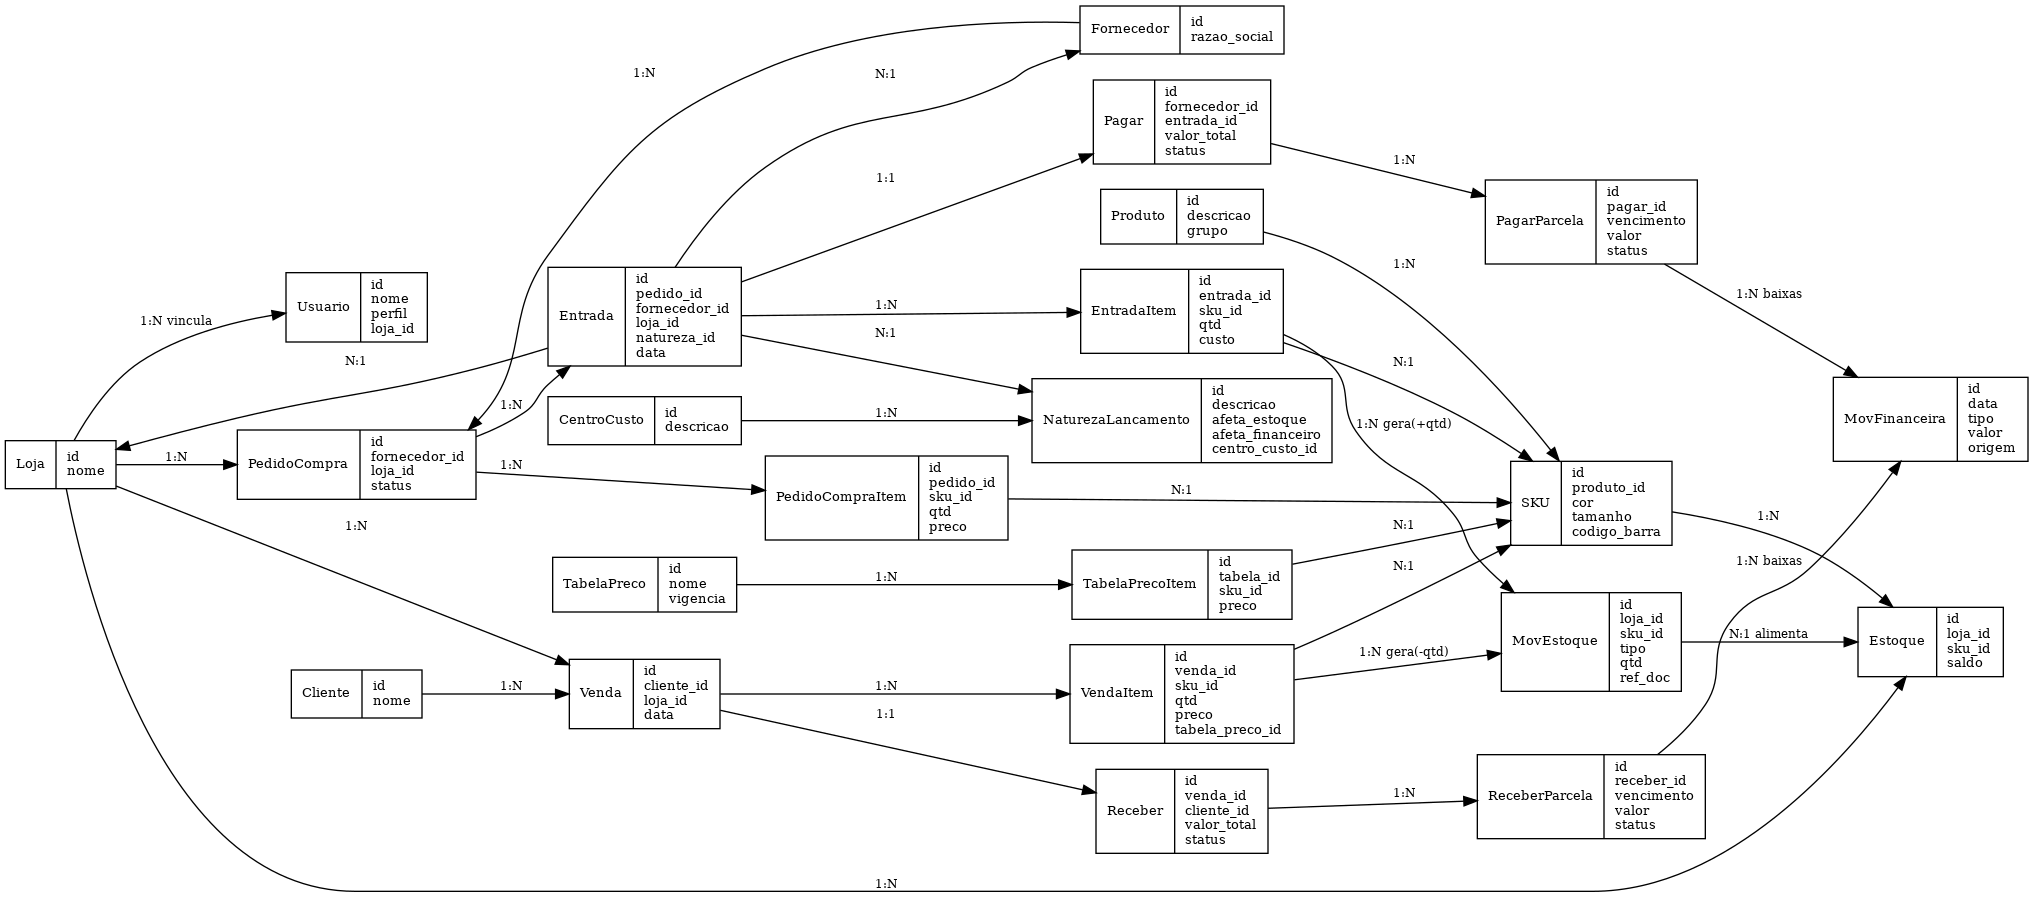 Fornecedor
id
razao_social
1:N
N:1
Pagar
id
fornecedor_id
entrada_id
valor_total
status
1:1
1:N
PagarParcela
id
pagar_id
vencimento
valor
status
Produto
id
descricao
grupo
1:N
Usuario
id
nome
perfil
loja_id
1:N vincula
N:1
Entrada
id
pedido_id
fornecedor_id
loja_id
natureza_id
data
1:N
N:1
EntradaItem
id
entrada_id
sku_id
qtd
custo
N:1
1:N gera(+qtd)
1:N baixas
CentroCusto
id
descricao
1:N
NaturezaLancamento
id
descricao
afeta_estoque
afeta_financeiro
centro_custo_id
MovFinanceira
id
data
tipo
valor
origem
Loja
id
nome
1:N
PedidoCompra
id
fornecedor_id
loja_id
status
1:N
1:N
PedidoCompraItem
id
pedido_id
sku_id
qtd
preco
N:1
SKU
id
produto_id
cor
tamanho
codigo_barra
1:N
1:N
TabelaPreco
id
nome
vigencia
1:N
TabelaPrecoItem
id
tabela_id
sku_id
preco
N:1
N:1
1:N baixas
MovEstoque
id
loja_id
sku_id
tipo
qtd
ref_doc
N:1 alimenta
Estoque
id
loja_id
sku_id
saldo
Cliente
id
nome
1:N
Venda
id
cliente_id
loja_id
data
1:N
1:1
VendaItem
id
venda_id
sku_id
qtd
preco
tabela_preco_id
1:N gera(-qtd)
Receber
id
venda_id
cliente_id
valor_total
status
1:N
ReceberParcela
id
receber_id
vencimento
valor
status
1:N